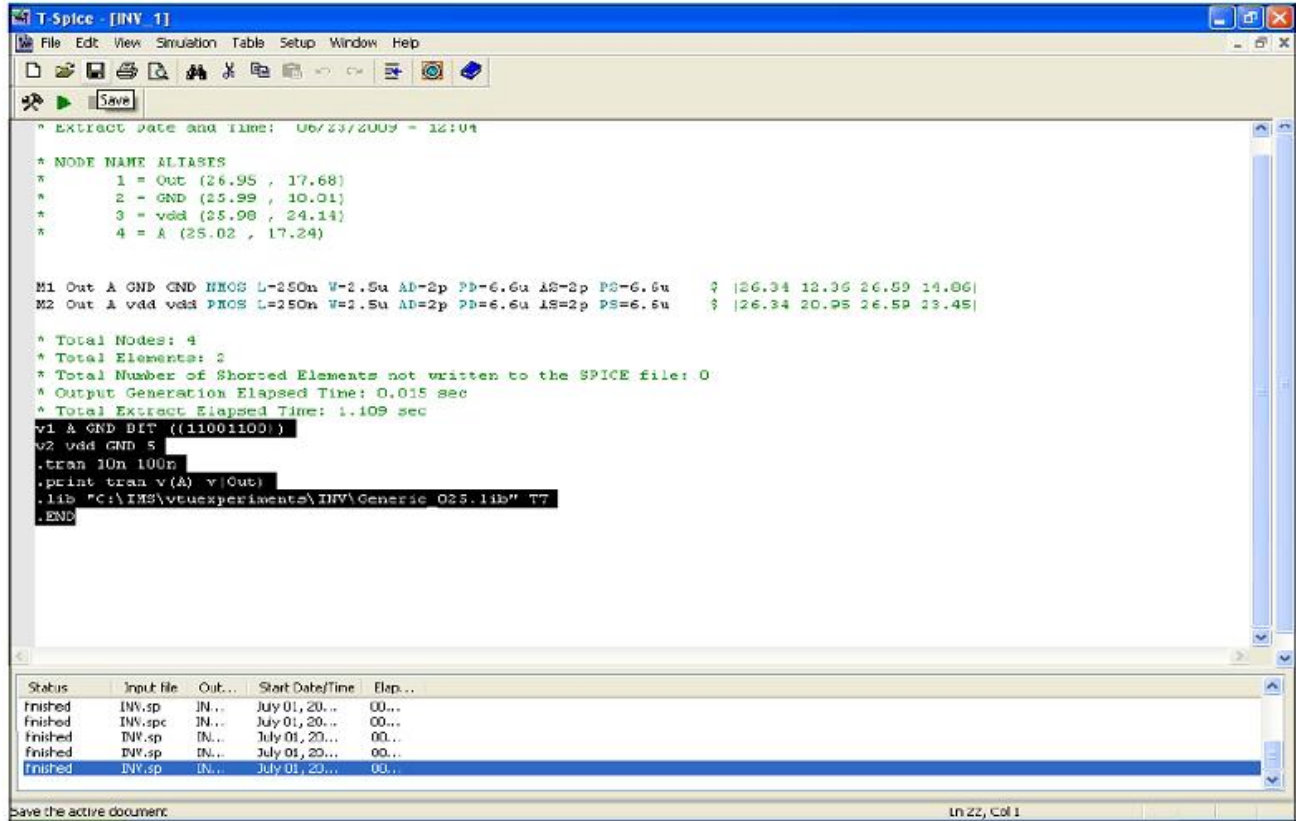 T-Spice - [INV_1]
File Edit View Simulation Table Setup Window Help
Save
* Extract Date and Time: 06/23/2009 - 12:04
* NODE NAME ALIASES
* 1 = Out (26.95 , 17.68)
* 2 = GND (25.99 , 10.01)
* 3 = vdd (25.98 , 24.14)
* 4 = A (25.02 , 17.24)
M1 Out A GND GND NMOS L=250n W=2.5u AD=2p PD=6.6u AS=2p PS=6.6u $ (26.34 12.36 26.59 14.86)
M2 Out A vdd vdd PMOS L=250n W=2.5u AD=2p PD=6.6u AS=2p PS=6.6u $ (26.34 20.95 26.59 23.45)
* Total Nodes: 4
* Total Elements: 2
* Total Number of Shorted Elements not written to the SPICE file: 0
* Output Generation Elapsed Time: 0.015 sec
* Total Extract Elapsed Time: 1.109 sec
v1 A GND BIT ({11001100})
v2 vdd GND 5
.tran 10n 100n
.print tran v(A) v(Out)
.lib "C:\IMS\vtuexperiments\INV\Generic_025.lib" TT
.END
Status Input file Out... Start Date/Time Elap...
finished INV.sp IN... July 01, 20... 00...
finished INV.spc IN... July 01, 20... 00...
finished INV.sp IN... July 01, 20... 00...
finished INV.sp IN... July 01, 20... 00...
finished INV.sp IN... July 01, 20... 00...
Save the active document Ln 22, Col 1